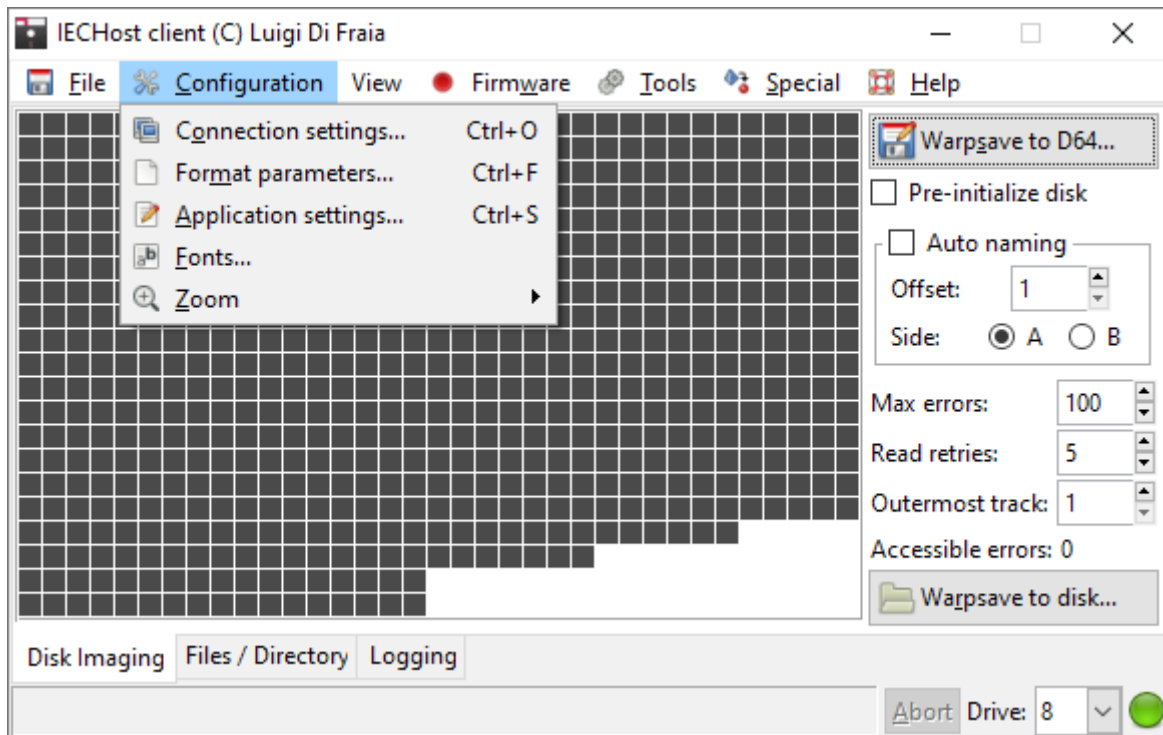 IECHost client (C) Luigi Di Fraia
File Configuration View Firmware Tools Special Help
Connection settings... Ctrl+O
Format parameters... Ctrl+F
Application settings... Ctrl+S
Fonts...
Zoom
Warpsave to D64...
Pre-initialize disk
Auto naming
Offset: 1
Side: A B
Max errors: 100
Read retries: 5
Outermost track: 1
Accessible errors: 0
Warpsave to disk...
Disk Imaging Files / Directory Logging
Abort Drive: 8